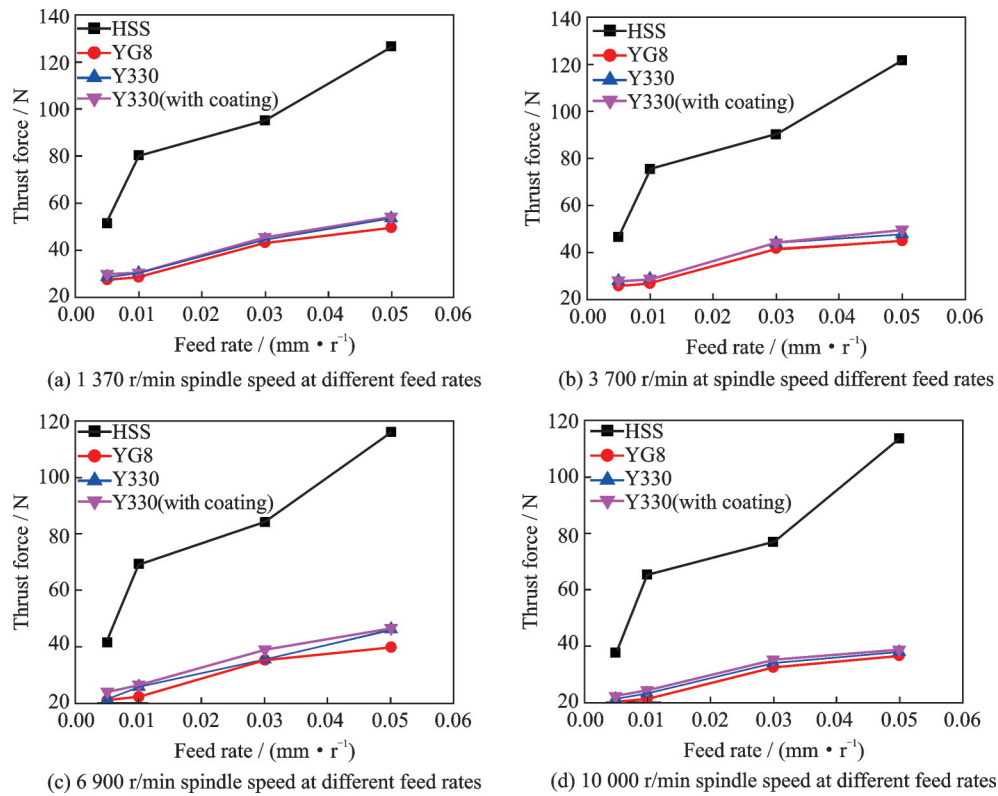 140
120
100
80
60
40
20
Thrust force / N
HSS
YG8
Y330
Y330(with coating)
0.00 0.01 0.02 0.03 0.04 0.05 0.06
Feed rate / (mm • r⁻¹)
(a) 1 370 r/min spindle speed at different feed rates
140
120
100
80
60
40
20
Thrust force / N
HSS
YG8
Y330
Y330(with coating)
0.00 0.01 0.02 0.03 0.04 0.05 0.06
Feed rate / (mm • r⁻¹)
(b) 3 700 r/min at spindle speed different feed rates
120
100
80
60
40
20
Thrust force / N
HSS
YG8
Y330
Y330(with coating)
0.00 0.01 0.02 0.03 0.04 0.05 0.06
Feed rate / (mm • r⁻¹)
(c) 6 900 r/min spindle speed at different feed rates
120
100
80
60
40
20
Thrust force / N
HSS
YG8
Y330
Y330(with coating)
0.00 0.01 0.02 0.03 0.04 0.05 0.06
Feed rate / (mm • r⁻¹)
(d) 10 000 r/min spindle speed at different feed rates